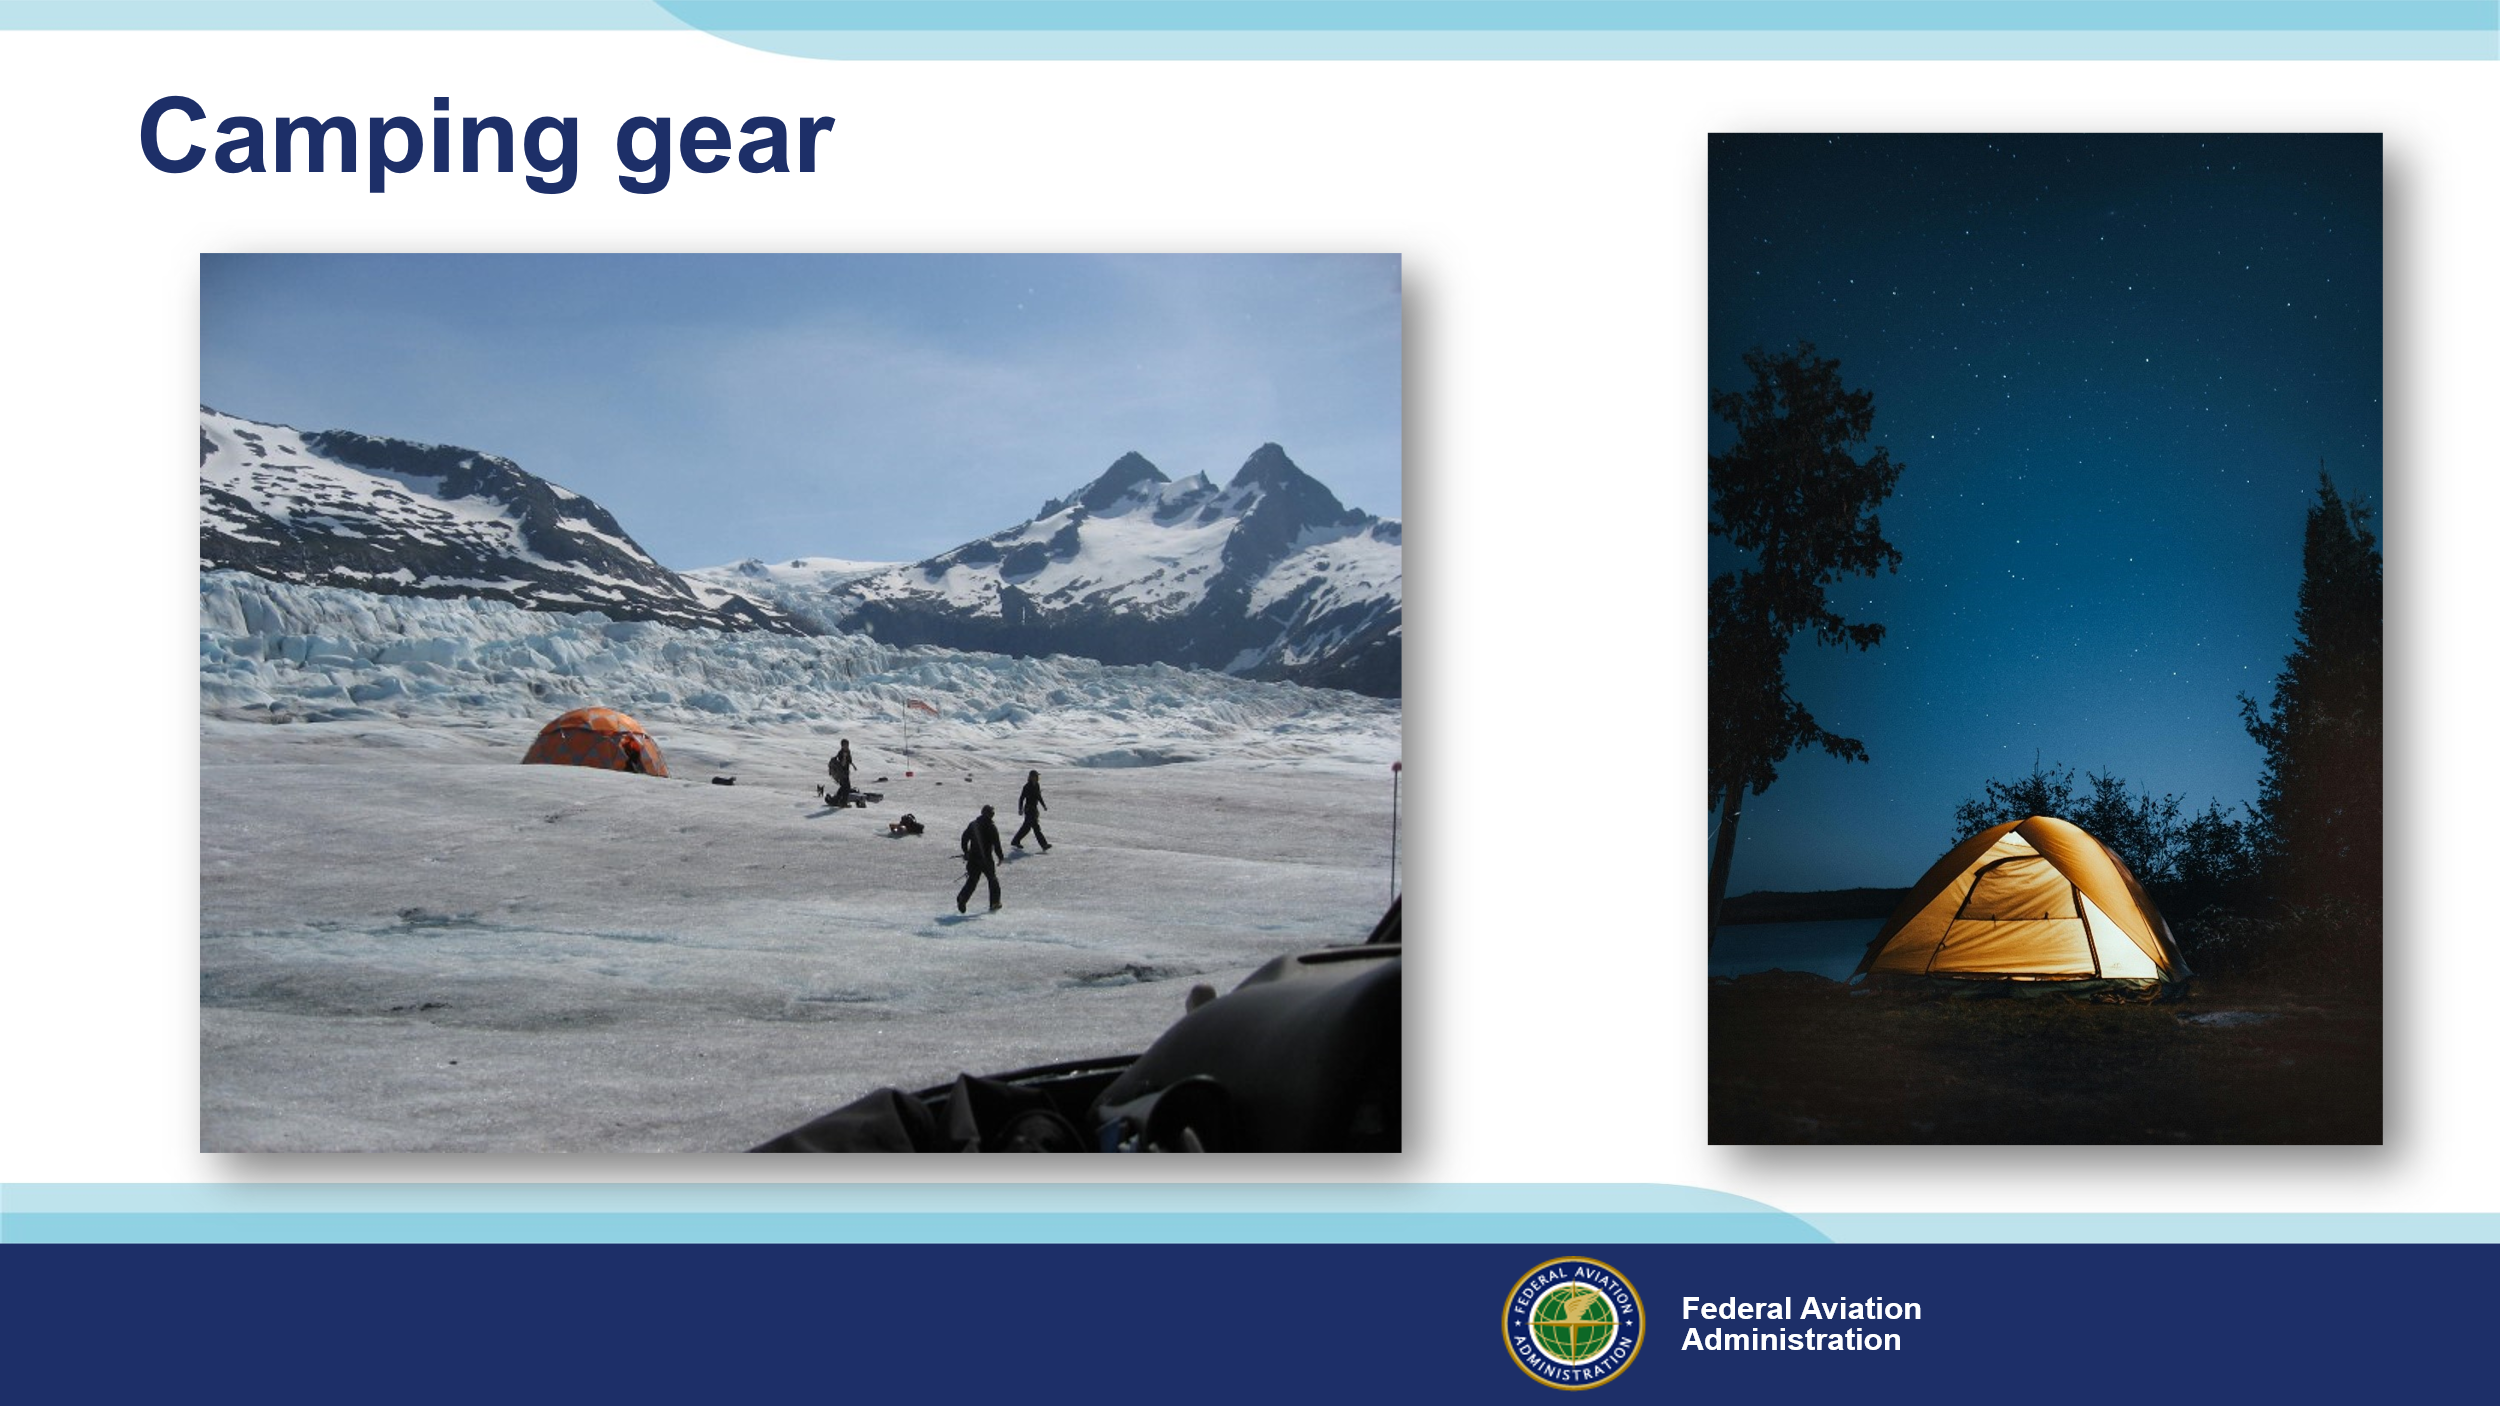 Camping gear
FEDERAL AVIATION
ADMINISTRATION
Federal Aviation
Administration